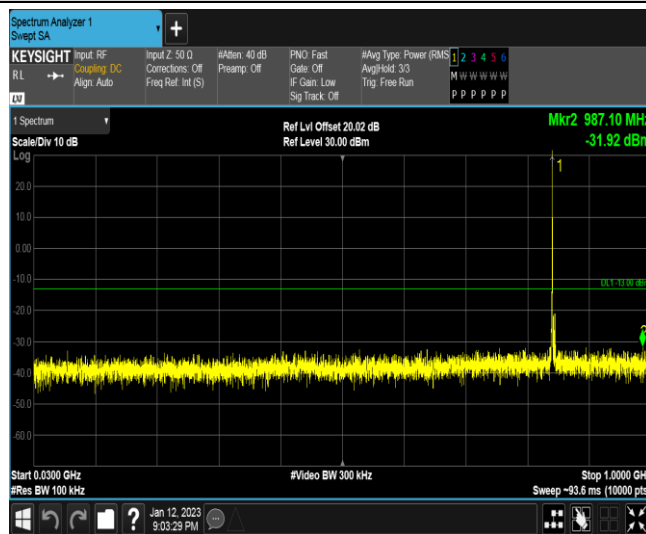 Spectrum Analyzer 1
Swept SA
+
KEYSIGHT
RL
LXI
Input: RF
Coupling: DC
Align: Auto
Input Z: 50 Ω
Corrections: Off
Freq Ref: Int (S)
#Atten: 40 dB
Preamp: Off
PNO: Fast
Gate: Off
IF Gain: Low
Sig Track: Off
#Avg Type: Power (RMS
Avg|Hold: 3/3
Trig: Free Run
1 2 3 4 5 6
M W W W W W
P P P P P P
1 Spectrum
Scale/Div 10 dB
Log
Ref Lvl Offset 20.02 dB
Ref Level 30.00 dBm
Mkr2 987.10 MHz
-31.92 dBm
1
20.0
10.0
0.00
-10.0
DL1 -13.00 dBm
-20.0
-30.0
-40.0
-50.0
-60.0
Start 0.0300 GHz
#Res BW 100 kHz
#Video BW 300 kHz
Stop 1.0000 GHz
Sweep ~93.6 ms (10000 pts
?
Jan 12, 2023
9:03:29 PM